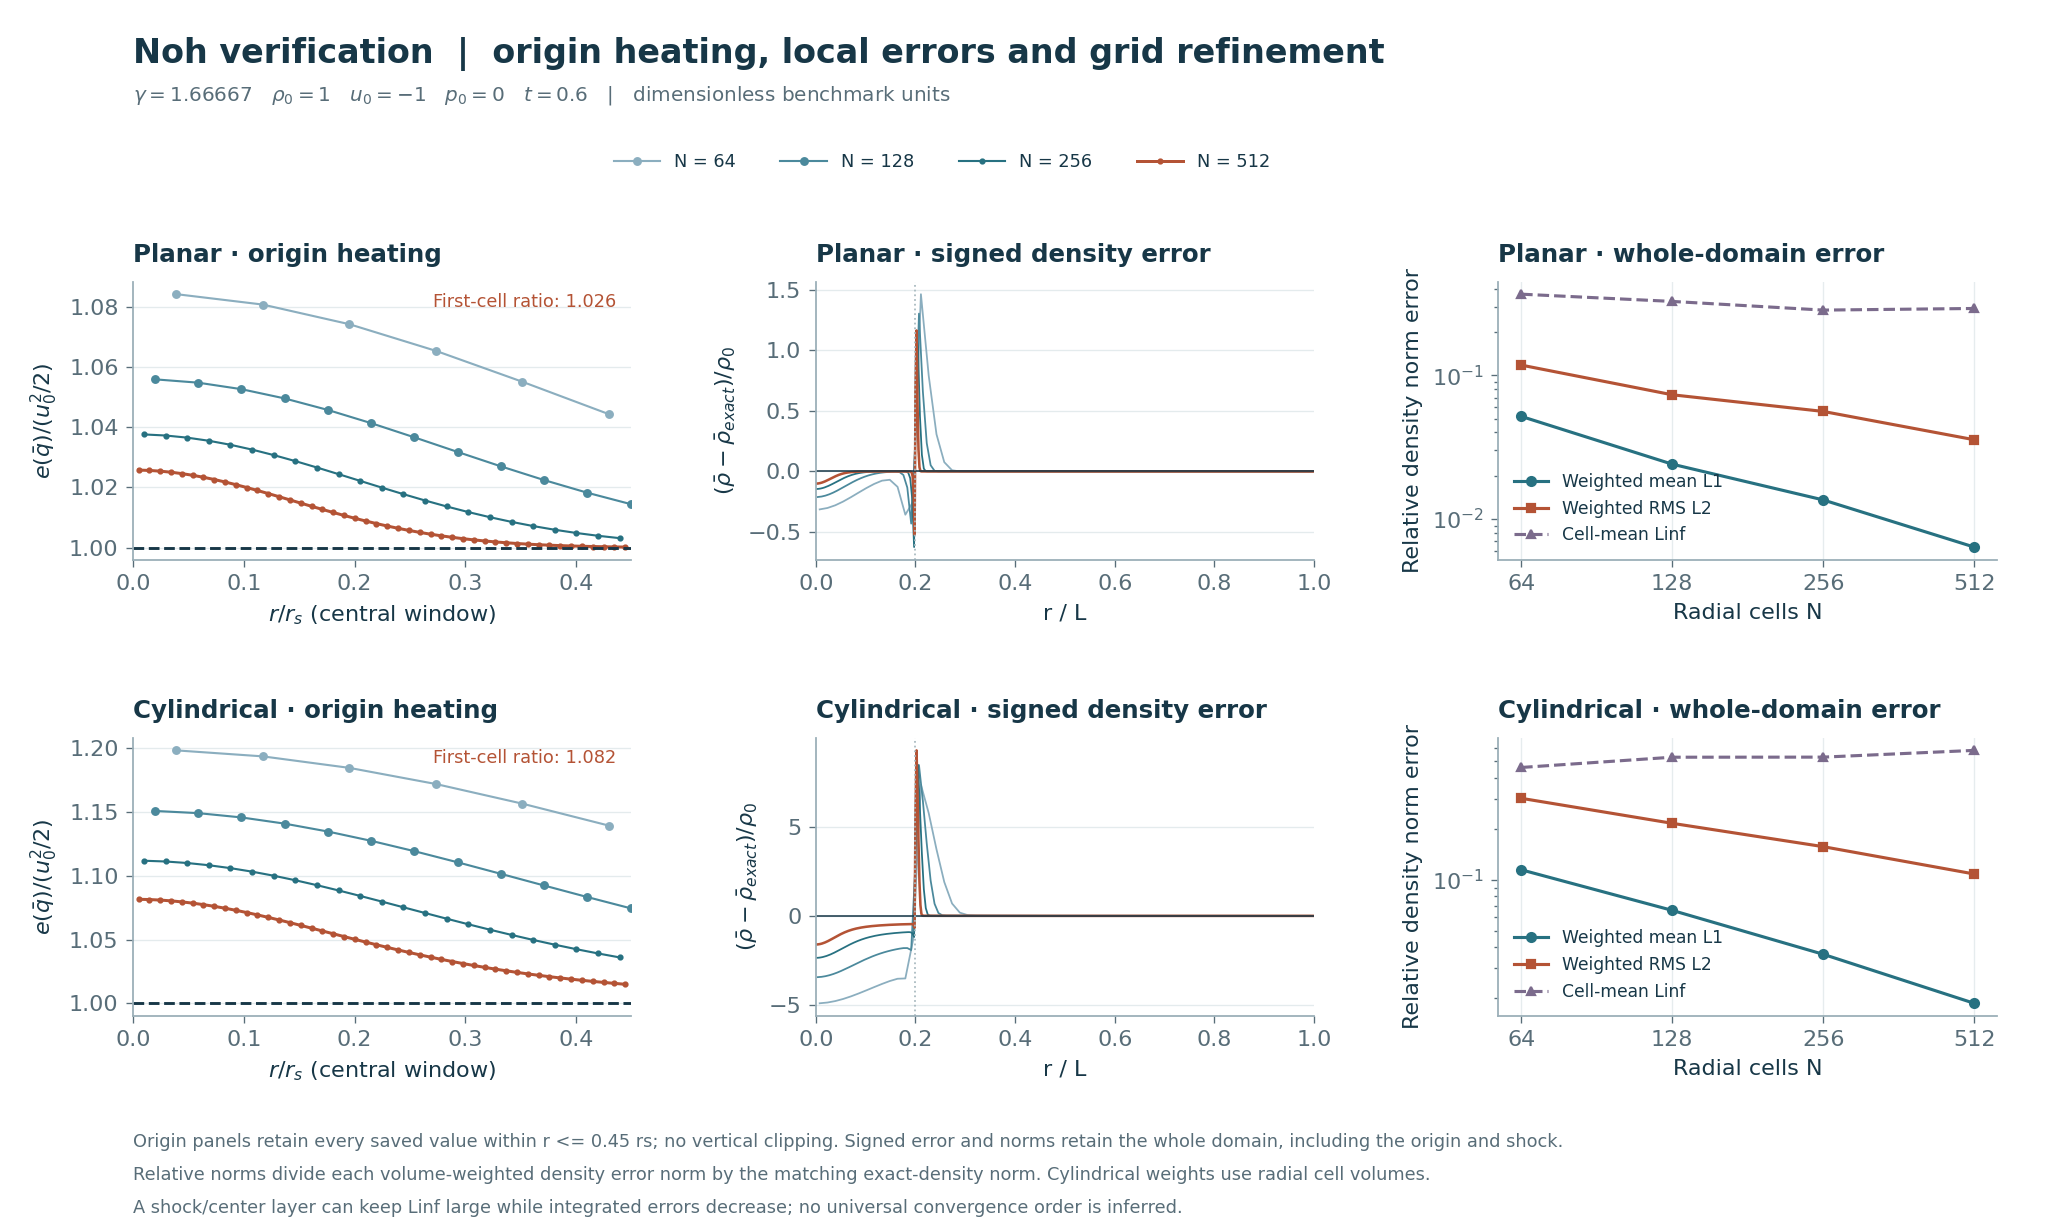 Noh verification | origin heating, local errors and grid refinement
γ = 1.66667 ρ₀ = 1 u₀ = −1 p₀ = 0 t = 0.6 | dimensionless benchmark units
N = 64 N = 128 N = 256 N = 512
Planar · origin heating
First-cell ratio: 1.026
e(q̄)/(u₀²/2)
1.08
1.06
1.04
1.02
1.00
0.0 0.1 0.2 0.3 0.4
r/rₛ (central window)
Planar · signed density error
(ρ̄ − ρ̄_exact)/ρ₀
1.5
1.0
0.5
0.0
−0.5
0.0 0.2 0.4 0.6 0.8 1.0
r / L
Planar · whole-domain error
Relative density norm error
10⁻¹
10⁻²
Weighted mean L1
Weighted RMS L2
Cell-mean Linf
64 128 256 512
Radial cells N
Cylindrical · origin heating
First-cell ratio: 1.082
e(q̄)/(u₀²/2)
1.20
1.15
1.10
1.05
1.00
0.0 0.1 0.2 0.3 0.4
r/rₛ (central window)
Cylindrical · signed density error
(ρ̄ − ρ̄_exact)/ρ₀
5
0
−5
0.0 0.2 0.4 0.6 0.8 1.0
r / L
Cylindrical · whole-domain error
Relative density norm error
10⁻¹
Weighted mean L1
Weighted RMS L2
Cell-mean Linf
64 128 256 512
Radial cells N
Origin panels retain every saved value within r <= 0.45 rs; no vertical clipping. Signed error and norms retain the whole domain, including the origin and shock.
Relative norms divide each volume-weighted density error norm by the matching exact-density norm. Cylindrical weights use radial cell volumes.
A shock/center layer can keep Linf large while integrated errors decrease; no universal convergence order is inferred.